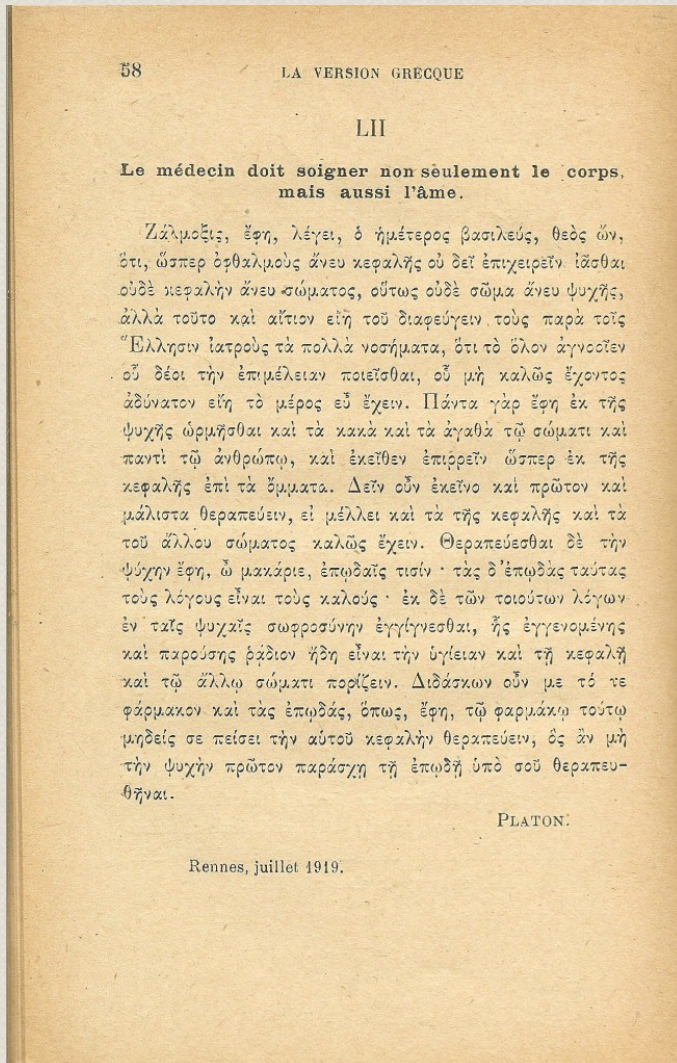 58
LA VERSION GRECQUE
LII
Le médecin doit soigner non seulement le corps,
mais aussi l'âme.
Ζάλμοξις, ἔφη, λέγει, ὁ ἡμέτερος βασιλεύς, θεὸς ὤν,
ὅτι, ὥσπερ ὀφθαλμοὺς ἄνευ κεφαλῆς οὐ δεῖ ἐπιχειρεῖν ἰᾶσθαι
οὐδὲ κεφαλὴν ἄνευ σώματος, οὕτως οὐδὲ σῶμα ἄνευ ψυχῆς,
ἀλλὰ τοῦτο καὶ αἴτιον εἴη τοῦ διαφεύγειν τοὺς παρὰ τοῖς
Ἕλλησιν ἰατροὺς τὰ πολλὰ νοσήματα, ὅτι τὸ ὅλον ἀγνοοῖεν
οὗ δέοι τὴν ἐπιμέλειαν ποιεῖσθαι, οὗ μὴ καλῶς ἔχοντος
ἀδύνατον εἴη τὸ μέρος εὖ ἔχειν. Πάντα γὰρ ἔφη ἐκ τῆς
ψυχῆς ὡρμῆσθαι καὶ τὰ κακὰ καὶ τὰ ἀγαθὰ τῷ σώματι καὶ
παντὶ τῷ ἀνθρώπῳ, καὶ ἐκεῖθεν ἐπιρρεῖν ὥσπερ ἐκ τῆς
κεφαλῆς ἐπὶ τὰ ὄμματα. Δεῖν οὖν ἐκεῖνο καὶ πρῶτον καὶ
μάλιστα θεραπεύειν, εἰ μέλλει καὶ τὰ τῆς κεφαλῆς καὶ τὰ
τοῦ ἄλλου σώματος καλῶς ἔχειν. Θεραπεύεσθαι δὲ τὴν
ψύχην ἔφη, ὦ μακάριε, ἐπῳδαῖς τισίν · τὰς δ'ἐπῳδὰς ταύτας
τοὺς λόγους εἶναι τοὺς καλούς · ἐκ δὲ τῶν τοιούτων λόγων
ἐν ταῖς ψυχαῖς σωφροσύνην ἐγγίγνεσθαι, ἧς ἐγγενομένης
καὶ παρούσης ῥᾴδιον ἤδη εἶναι τὴν ὑγίειαν καὶ τῇ κεφαλῇ
καὶ τῷ ἄλλῳ σώματι πορίζειν. Διδάσκων οὖν με τό τε
φάρμακον καὶ τὰς ἐπῳδάς, ὅπως, ἔφη, τῷ φαρμάκῳ τούτῳ
μηδείς σε πείσει τὴν αὑτοῦ κεφαλὴν θεραπεύειν, ὃς ἂν μὴ
τὴν ψυχὴν πρῶτον παράσχῃ τῇ ἐπῳδῇ ὑπὸ σοῦ θεραπευ-
θῆναι.
PLATON.
Rennes, juillet 1919.